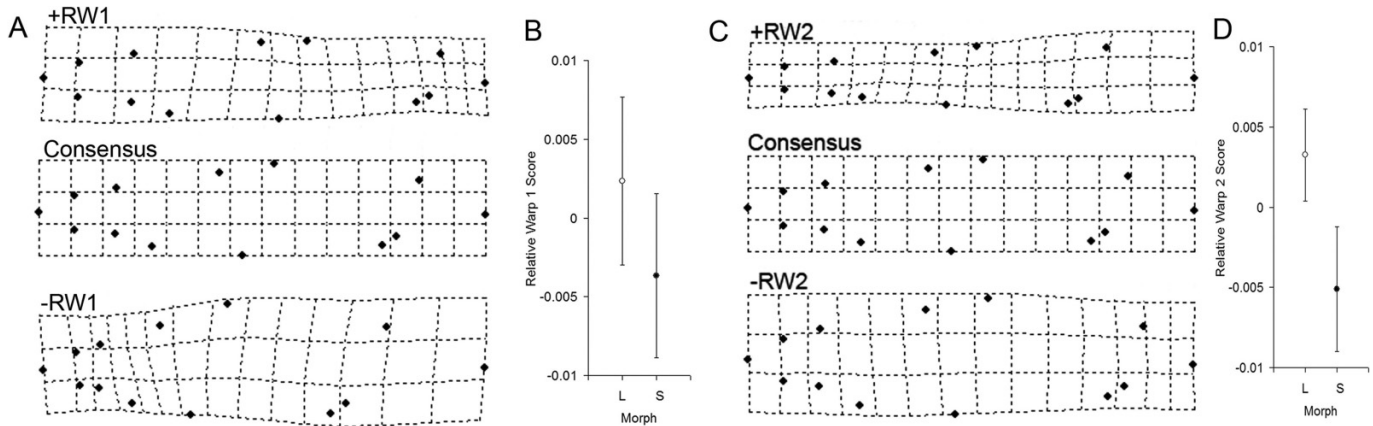 A
+RW1
Consensus
-RW1
B
Relative Warp 1 Score
0.01
0.005
0
-0.005
-0.01
L S
Morph
C
+RW2
Consensus
-RW2
D
Relative Warp 2 Score
0.01
0.005
0
-0.005
-0.01
L S
Morph